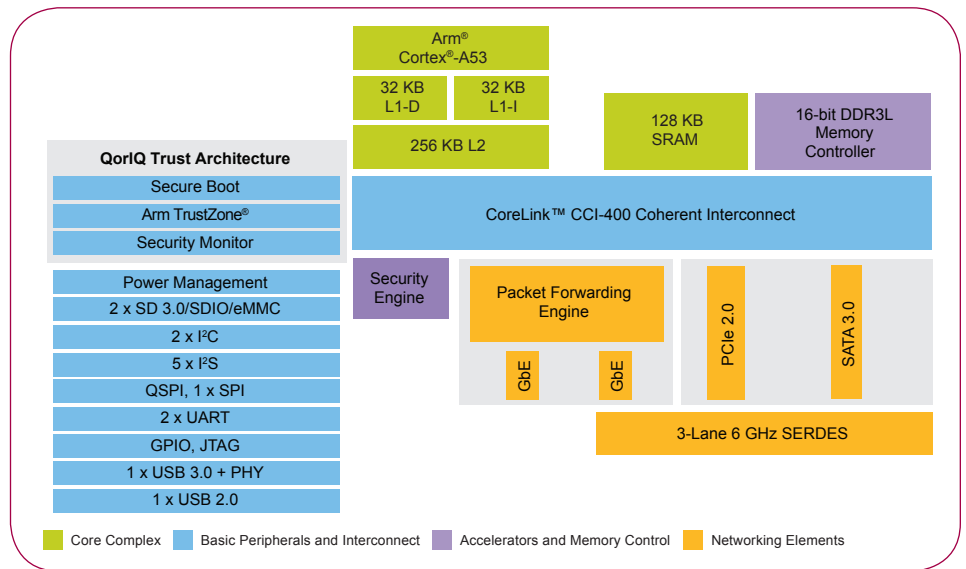 Arm®
Cortex®-A53
32 KB
L1-D
32 KB
L1-I
256 KB L2
128 KB
SRAM
16-bit DDR3L
Memory
Controller
QorIQ Trust Architecture
Secure Boot
Arm TrustZone®
Security Monitor
CoreLink™ CCI-400 Coherent Interconnect
Power Management
2 x SD 3.0/SDIO/eMMC
2 x I²C
5 x I²S
QSPI, 1 x SPI
2 x UART
GPIO, JTAG
1 x USB 3.0 + PHY
1 x USB 2.0
Security
Engine
Packet Forwarding
Engine
GbE
GbE
PCIe 2.0
SATA 3.0
3-Lane 6 GHz SERDES
Core Complex
Basic Peripherals and Interconnect
Accelerators and Memory Control
Networking Elements